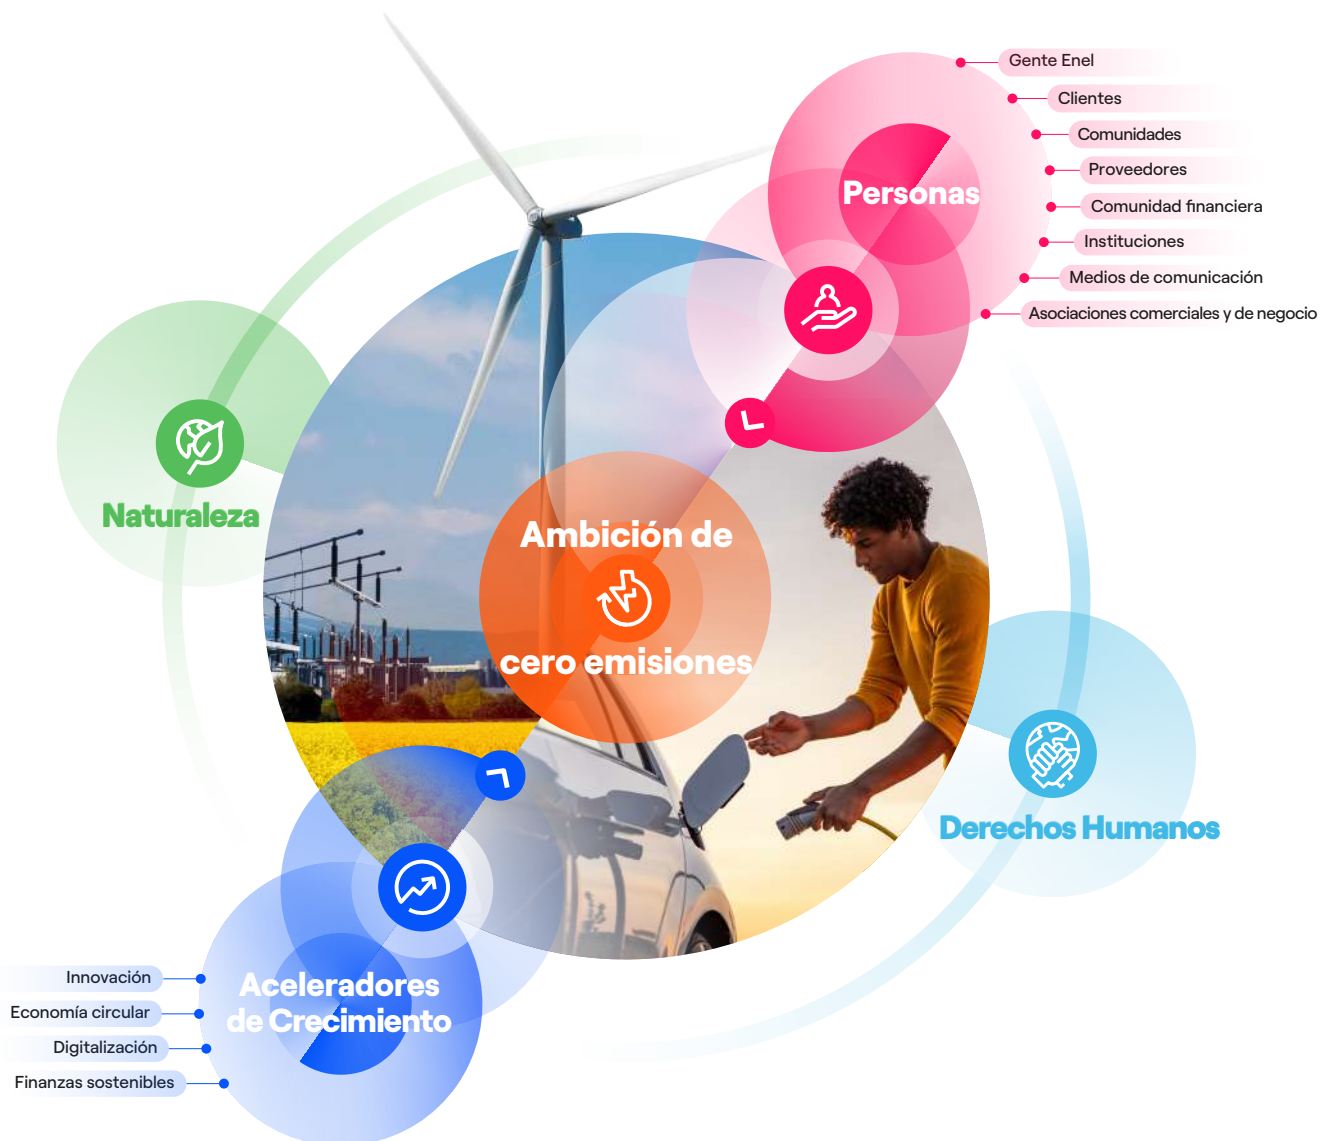 Gente Enel
Clientes
Comunidades
Personas
Proveedores
Comunidad financiera
Instituciones
Medios de comunicación
Asociaciones comerciales y de negocio
Naturaleza
Ambición de
cero emisiones
Derechos Humanos
Aceleradores
de Crecimiento
Innovación
Economía circular
Digitalización
Finanzas sostenibles